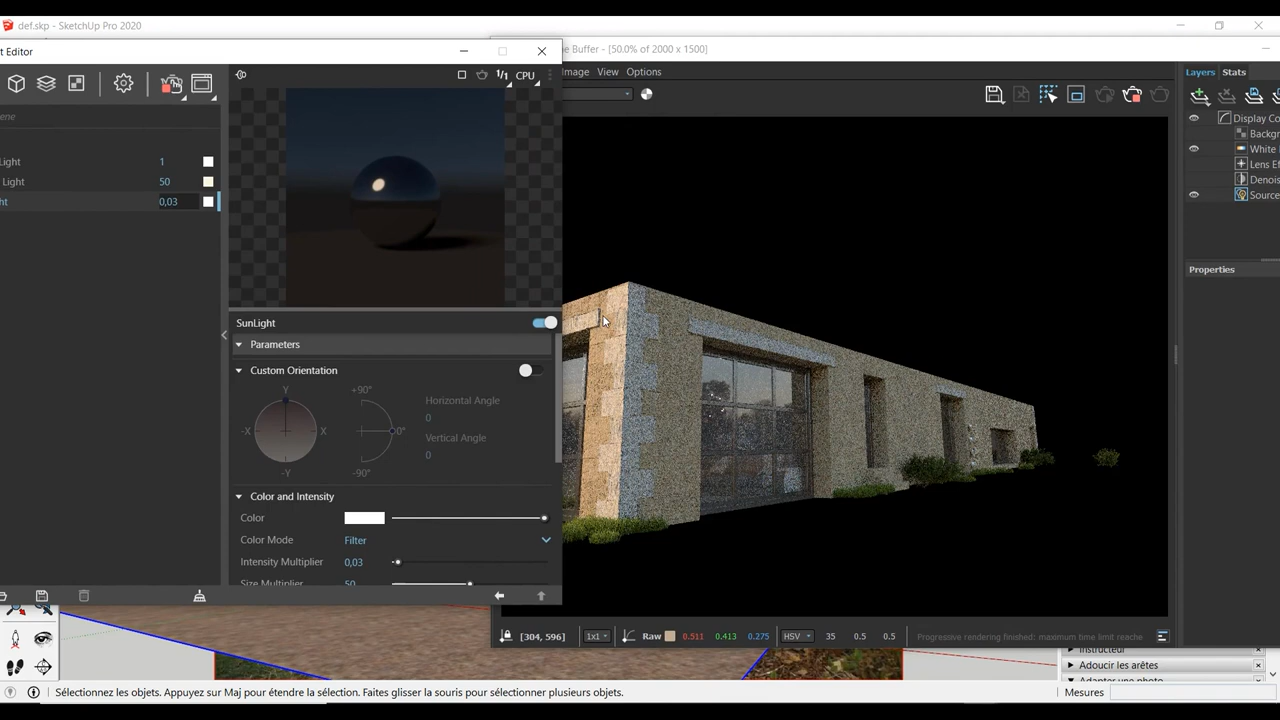 def.skp - SketchUp Pro 2020
t Editor
e Buffer - [50.0% of 2000 x 1500]
Image View Options
1/1 CPU
Layers Stats
ene
Display Co
Backg
Light 1
White
Lens E
Light 50
Denois
ht 0,03
Source
Properties
SunLight
Parameters
Custom Orientation
Y +90°
Horizontal Angle
0
-X X 0°
Vertical Angle
0
-Y -90°
Color and Intensity
Color
Color Mode Filter
Intensity Multiplier 0,03
Size Multiplier 50
[304, 596] 1x1 Raw 0.511 0.413 0.275 HSV 35 0.5 0.5 Progressive rendering finished: maximum time limit reache
Instructeur
Adoucir les arêtes
Adapter une photo
Sélectionnez les objets. Appuyez sur Maj pour étendre la sélection. Faites glisser la souris pour sélectionner plusieurs objets.
Mesures